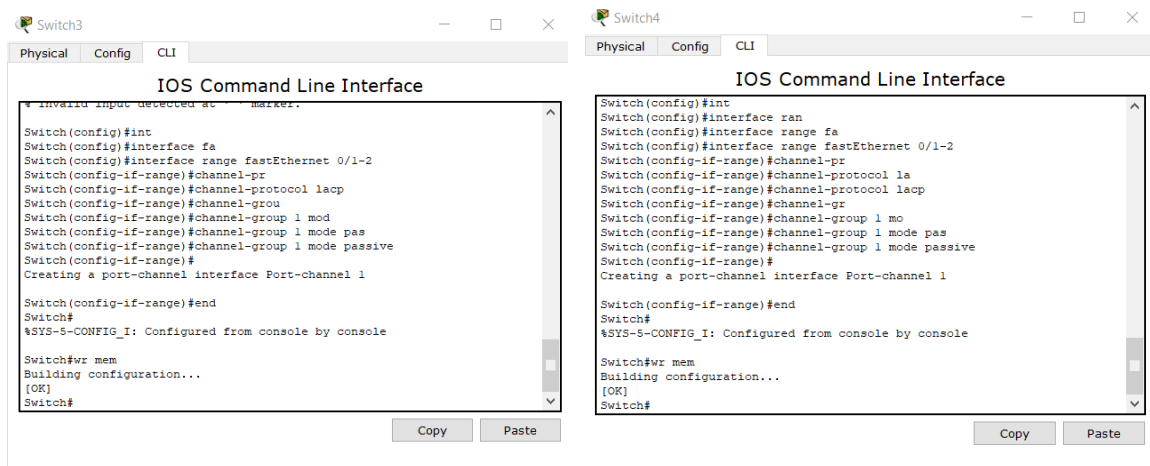 Switch3
Physical Config CLI
IOS Command Line Interface
% Invalid input detected at '^' marker.
Switch(config)#int
Switch(config)#interface fa
Switch(config)#interface range fastEthernet 0/1-2
Switch(config-if-range)#channel-pr
Switch(config-if-range)#channel-protocol lacp
Switch(config-if-range)#channel-grou
Switch(config-if-range)#channel-group 1 mod
Switch(config-if-range)#channel-group 1 mode pas
Switch(config-if-range)#channel-group 1 mode passive
Switch(config-if-range)#
Creating a port-channel interface Port-channel 1
Switch(config-if-range)#end
Switch#
%SYS-5-CONFIG_I: Configured from console by console
Switch#wr mem
Building configuration...
[OK]
Switch#
Copy Paste
Switch4
Physical Config CLI
IOS Command Line Interface
Switch(config)#int
Switch(config)#interface ran
Switch(config)#interface range fa
Switch(config)#interface range fastEthernet 0/1-2
Switch(config-if-range)#channel-pr
Switch(config-if-range)#channel-protocol la
Switch(config-if-range)#channel-protocol lacp
Switch(config-if-range)#channel-gr
Switch(config-if-range)#channel-group 1 mo
Switch(config-if-range)#channel-group 1 mode pas
Switch(config-if-range)#channel-group 1 mode passive
Switch(config-if-range)#
Creating a port-channel interface Port-channel 1
Switch(config-if-range)#end
Switch#
%SYS-5-CONFIG_I: Configured from console by console
Switch#wr mem
Building configuration...
[OK]
Switch#
Copy Paste